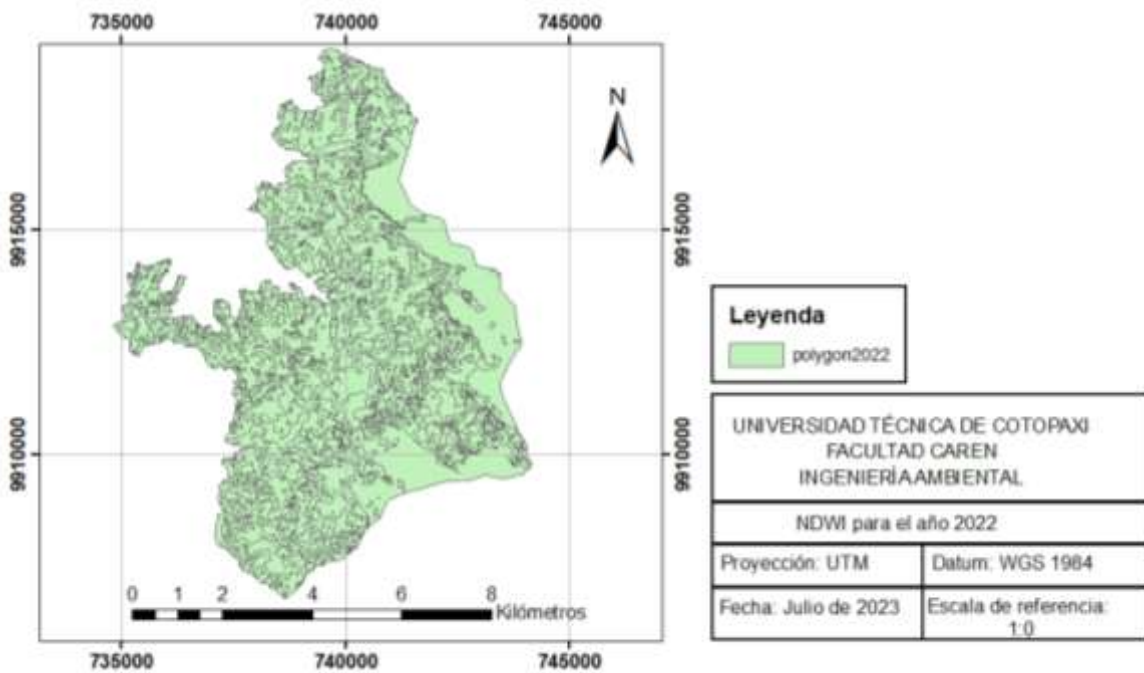 735000 740000 745000
N
9915000 9915000
9910000 9910000
0 1 2 4 6 8
Kilómetros
735000 740000 745000
Leyenda
polygon2022
UNIVERSIDAD TÉCNICA DE COTOPAXI
FACULTAD CAREN
INGENIERÍA AMBIENTAL
NDWI para el año 2022
Proyección: UTM
Datum: WGS 1984
Fecha: Julio de 2023
Escala de referencia:
1:0